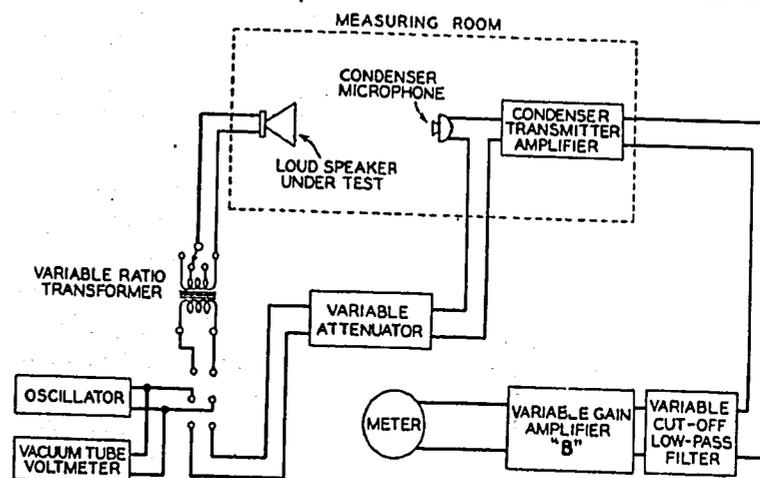 MEASURING ROOM
CONDENSER
MICROPHONE
CONDENSER
TRANSMITTER
AMPLIFIER
LOUD SPEAKER
UNDER TEST
VARIABLE RATIO
TRANSFORMER
VARIABLE
ATTENUATOR
OSCILLATOR
METER
VARIABLE GAIN
AMPLIFIER
"B"
VARIABLE
CUT-OFF
LOW-PASS
FILTER
VACUUM TUBE
VOLTMETER